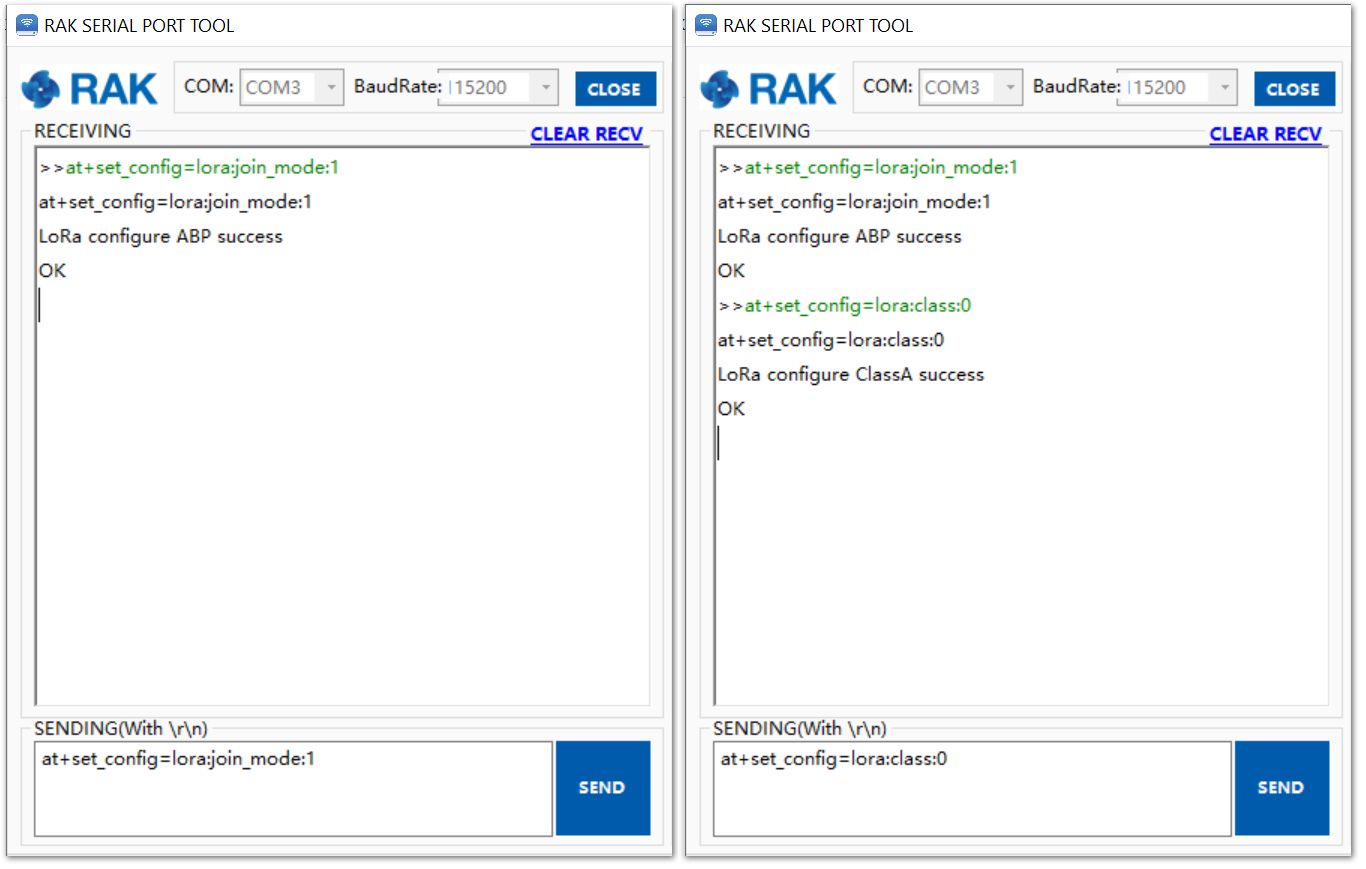 RAK SERIAL PORT TOOL
RAK COM: COM3 BaudRate: 115200 CLOSE
RECEIVING CLEAR RECV
>>at+set_config=lora:join_mode:1
at+set_config=lora:join_mode:1
LoRa configure ABP success
OK
SENDING(With \r\n)
at+set_config=lora:join_mode:1
SEND
RAK SERIAL PORT TOOL
RAK COM: COM3 BaudRate: 115200 CLOSE
RECEIVING CLEAR RECV
>>at+set_config=lora:join_mode:1
at+set_config=lora:join_mode:1
LoRa configure ABP success
OK
>>at+set_config=lora:class:0
at+set_config=lora:class:0
LoRa configure ClassA success
OK
SENDING(With \r\n)
at+set_config=lora:class:0
SEND